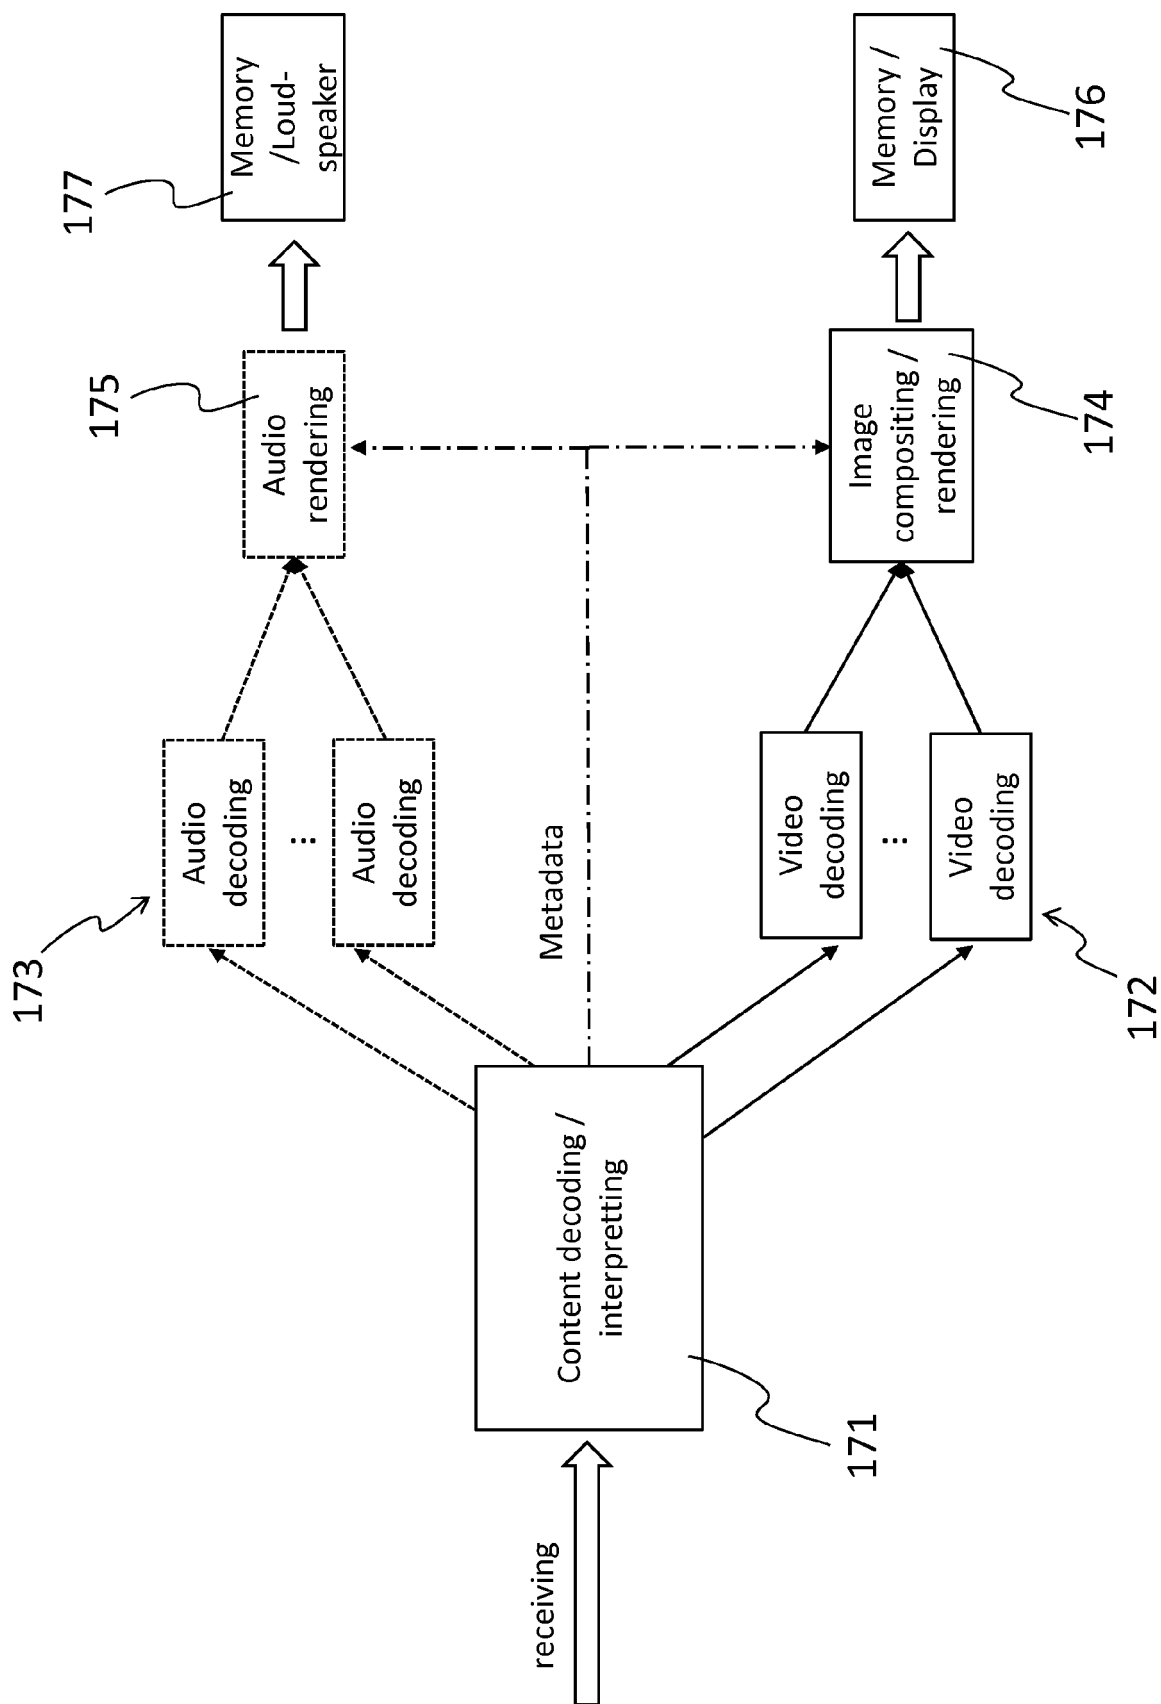 receiving
Content decoding /
interpretting
171
173
Audio
decoding
...
Audio
decoding
Metadata
Video
decoding
...
Video
decoding
172
175
Audio
rendering
Image
compositing /
rendering
174
177
Memory
/Loud-
speaker
Memory /
Display
176